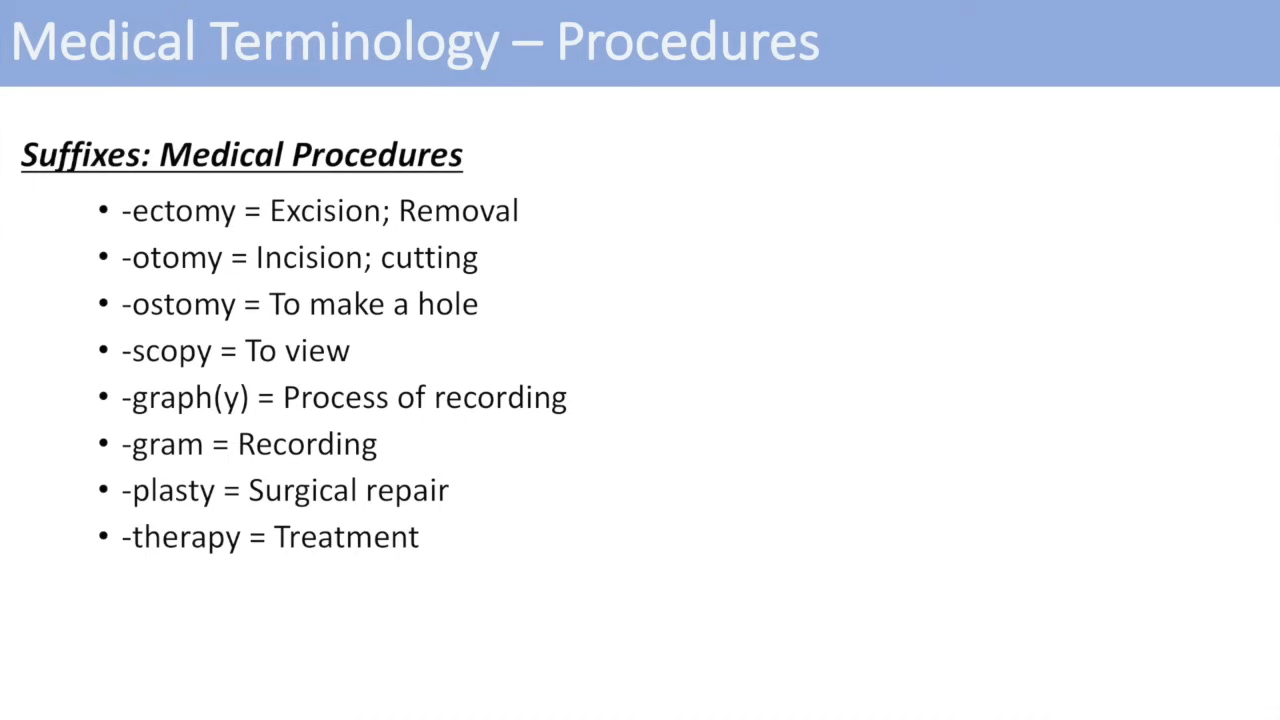 Medical Terminology – Procedures
Suffixes: Medical Procedures
• -ectomy = Excision; Removal
• -otomy = Incision; cutting
• -ostomy = To make a hole
• -scopy = To view
• -graph(y) = Process of recording
• -gram = Recording
• -plasty = Surgical repair
• -therapy = Treatment